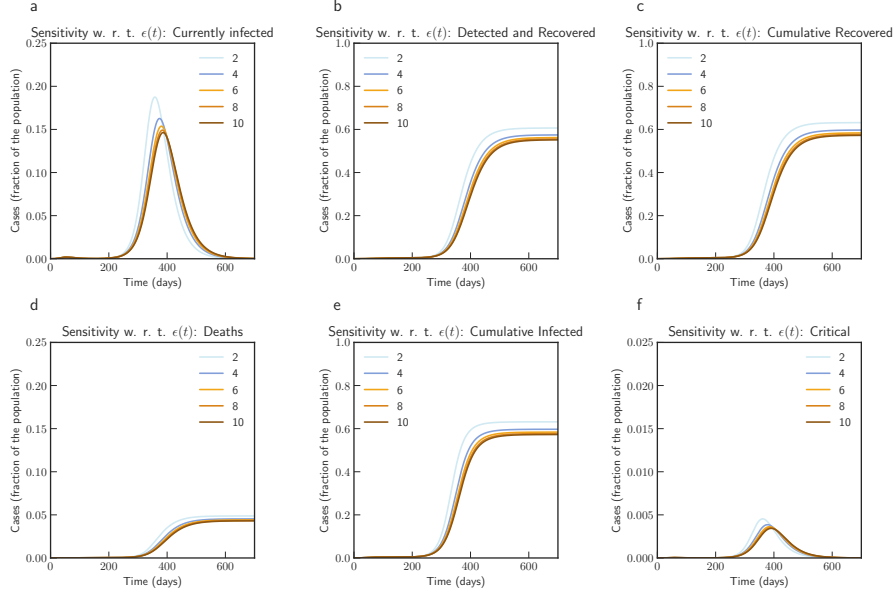 a
Sensitivity w. r. t. ϵ(t): Currently infected
0.25
0.20
0.15
0.10
0.05
0.00
Cases (fraction of the population)
2
4
6
8
10
0 200 400 600
Time (days)
b
Sensitivity w. r. t. ϵ(t): Detected and Recovered
1.0
0.8
0.6
0.4
0.2
0.0
Cases (fraction of the population)
2
4
6
8
10
0 200 400 600
Time (days)
c
Sensitivity w. r. t. ϵ(t): Cumulative Recovered
1.0
0.8
0.6
0.4
0.2
0.0
Cases (fraction of the population)
2
4
6
8
10
0 200 400 600
Time (days)
d
Sensitivity w. r. t. ϵ(t): Deaths
0.25
0.20
0.15
0.10
0.05
0.00
Cases (fraction of the population)
2
4
6
8
10
0 200 400 600
Time (days)
e
Sensitivity w. r. t. ϵ(t): Cumulative Infected
1.0
0.8
0.6
0.4
0.2
0.0
Cases (fraction of the population)
2
4
6
8
10
0 200 400 600
Time (days)
f
Sensitivity w. r. t. ϵ(t): Critical
0.025
0.020
0.015
0.010
0.005
0.000
Cases (fraction of the population)
2
4
6
8
10
0 200 400 600
Time (days)